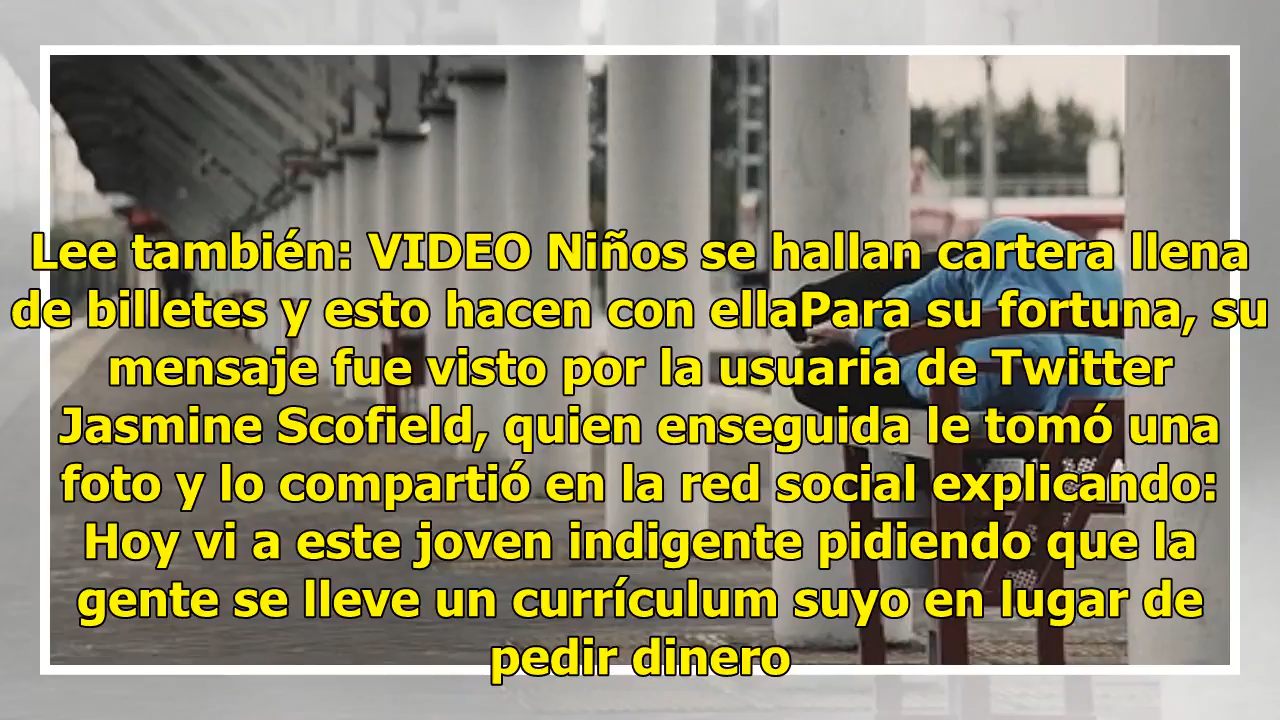 Lee también: VIDEO Niños se hallan cartera llena
de billetes y esto hacen con ellaPara su fortuna, su
mensaje fue visto por la usuaria de Twitter
Jasmine Scofield, quien enseguida le tomó una
foto y lo compartió en la red social explicando:
Hoy vi a este joven indigente pidiendo que la
gente se lleve un currículum suyo en lugar de
pedir dinero